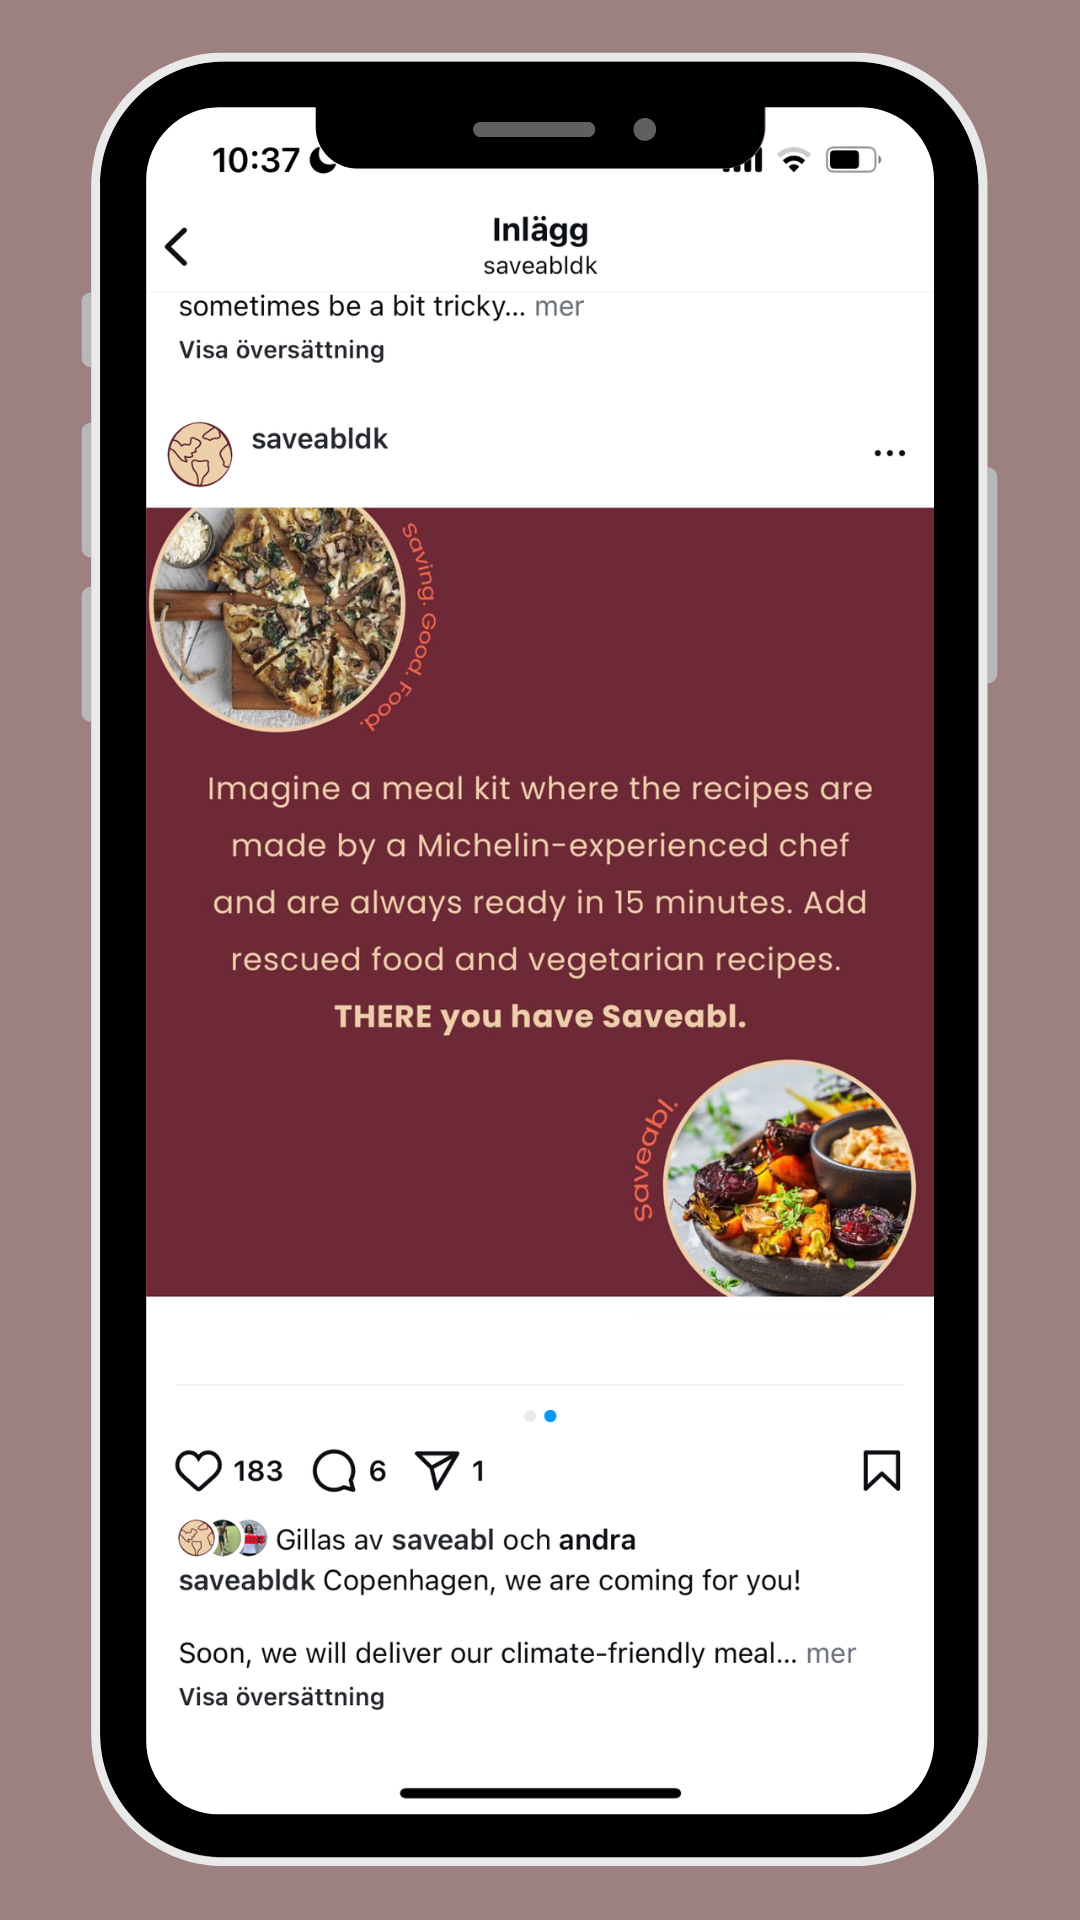 10:37
Inlägg
saveabldk
sometimes be a bit tricky... mer
Visa översättning
saveabldk
Saving. Good. Food.
Imagine a meal kit where the recipes are
made by a Michelin-experienced chef
and are always ready in 15 minutes. Add
rescued food and vegetarian recipes.
THERE you have Saveabl.
Saveabl.
183 6 1
Gillas av saveabl och andra
saveabldk Copenhagen, we are coming for you!
Soon, we will deliver our climate-friendly meal... mer
Visa översättning